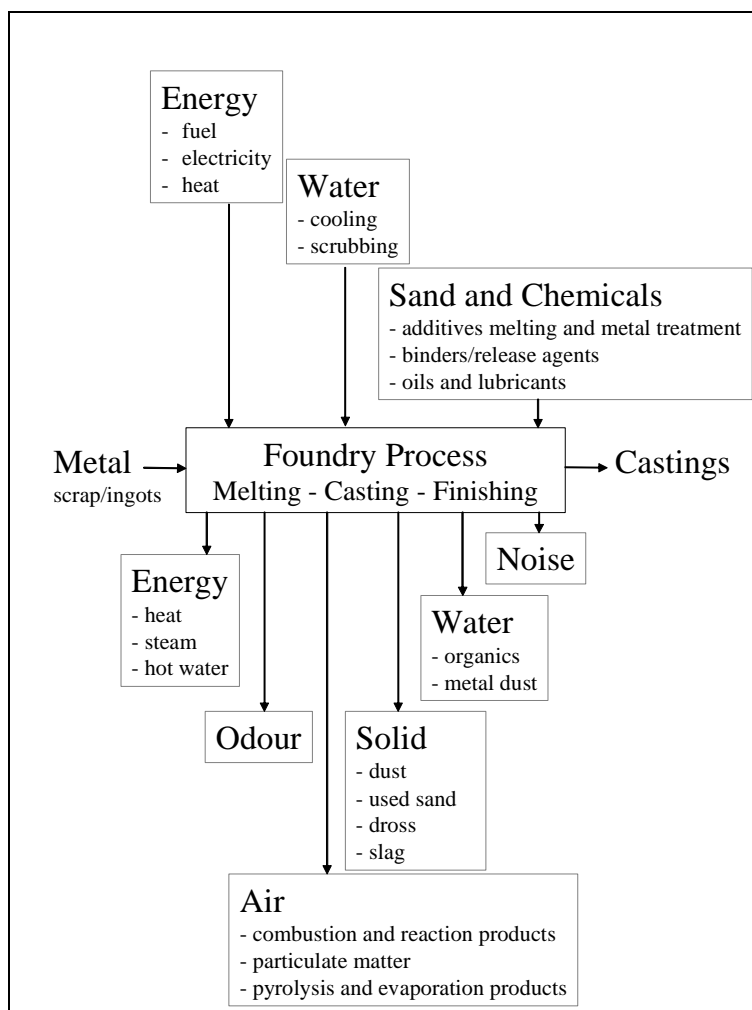 Energy
- fuel
- electricity
- heat
Water
- cooling
- scrubbing
Sand and Chemicals
- additives melting and metal treatment
- binders/release agents
- oils and lubricants
Metal
scrap/ingots
Foundry Process
Melting - Casting - Finishing
Castings
Energy
- heat
- steam
- hot water
Odour
Air
- combustion and reaction products
- particulate matter
- pyrolysis and evaporation products
Solid
- dust
- used sand
- dross
- slag
Water
- organics
- metal dust
Noise